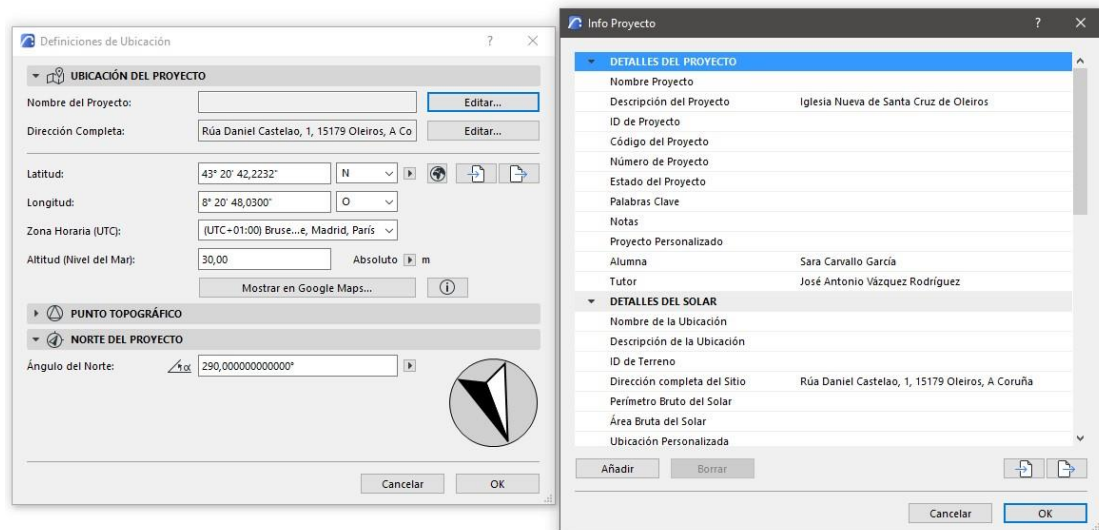 Definiciones de Ubicación
?
UBICACIÓN DEL PROYECTO
Nombre del Proyecto:
Editar...
Dirección Completa:
Rúa Daniel Castelao, 1, 15179 Oleiros, A Co
Editar...
Latitud:
43° 20' 42,2232"
N
Longitud:
8° 20' 48,0300"
O
Zona Horaria (UTC):
(UTC+01:00) Bruse...e, Madrid, París
Altitud (Nivel del Mar):
30,00
Absoluto
m
Mostrar en Google Maps...
PUNTO TOPOGRÁFICO
NORTE DEL PROYECTO
Ángulo del Norte:
α
290,000000000000°
Cancelar
OK
Info Proyecto
?
DETALLES DEL PROYECTO
Nombre Proyecto
Descripción del Proyecto Iglesia Nueva de Santa Cruz de Oleiros
ID de Proyecto
Código del Proyecto
Número de Proyecto
Estado del Proyecto
Palabras Clave
Notas
Proyecto Personalizado
Alumna Sara Carvallo García
Tutor José Antonio Vázquez Rodríguez
DETALLES DEL SOLAR
Nombre de la Ubicación
Descripción de la Ubicación
ID de Terreno
Dirección completa del Sitio Rúa Daniel Castelao, 1, 15179 Oleiros, A Coruña
Perímetro Bruto del Solar
Área Bruta del Solar
Ubicación Personalizada
Añadir
Borrar
Cancelar
OK